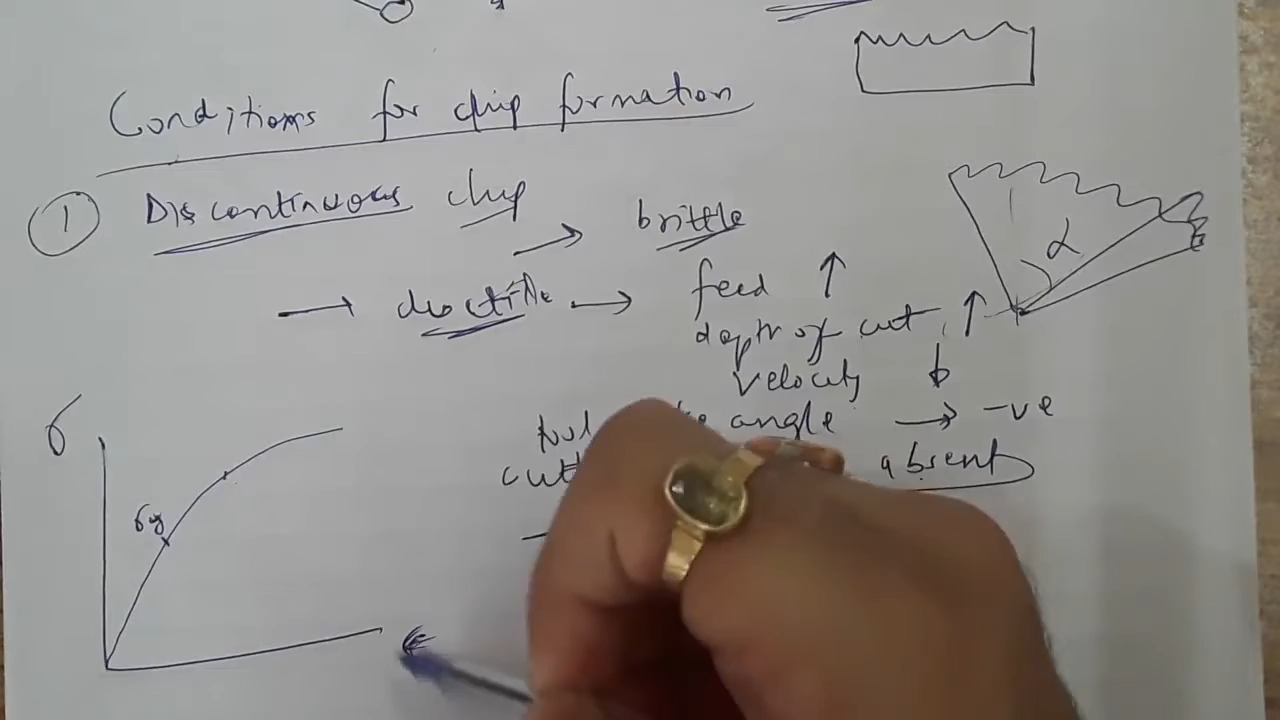 Conditions for chip formation
1 Discontinuous chip
→ brittle
→ ductile → feed ↑
depth of cut, ↑
velocity ↓
angle → -ve
absent
α
σ
σy
ϵ